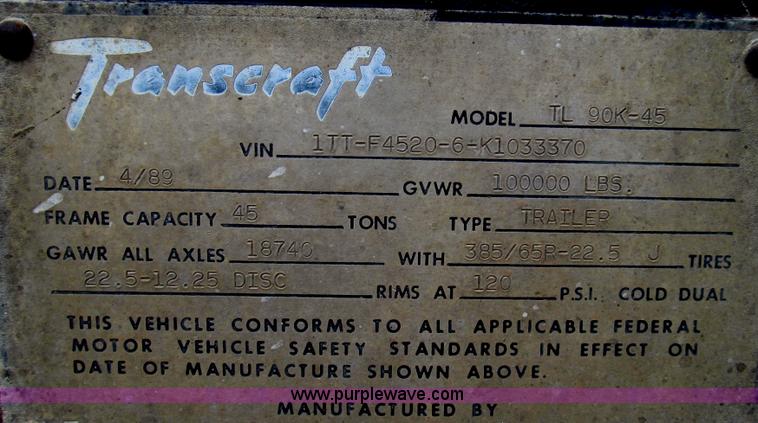 Transcraft
MODEL TL 90K-45
VIN 1TT-F4520-6-K1033370
DATE 4/89 GVWR 100000 LBS.
FRAME CAPACITY 45 TONS TYPE TRAILER
GAWR ALL AXLES 18740 WITH 385/65R-22.5 J TIRES
22.5-12.25 DISC RIMS AT 120 P.S.I. COLD DUAL
THIS VEHICLE CONFORMS TO ALL APPLICABLE FEDERAL
MOTOR VEHICLE SAFETY STANDARDS IN EFFECT ON
DATE OF MANUFACTURE SHOWN ABOVE.
www.purplewave.com
MANUFACTURED BY